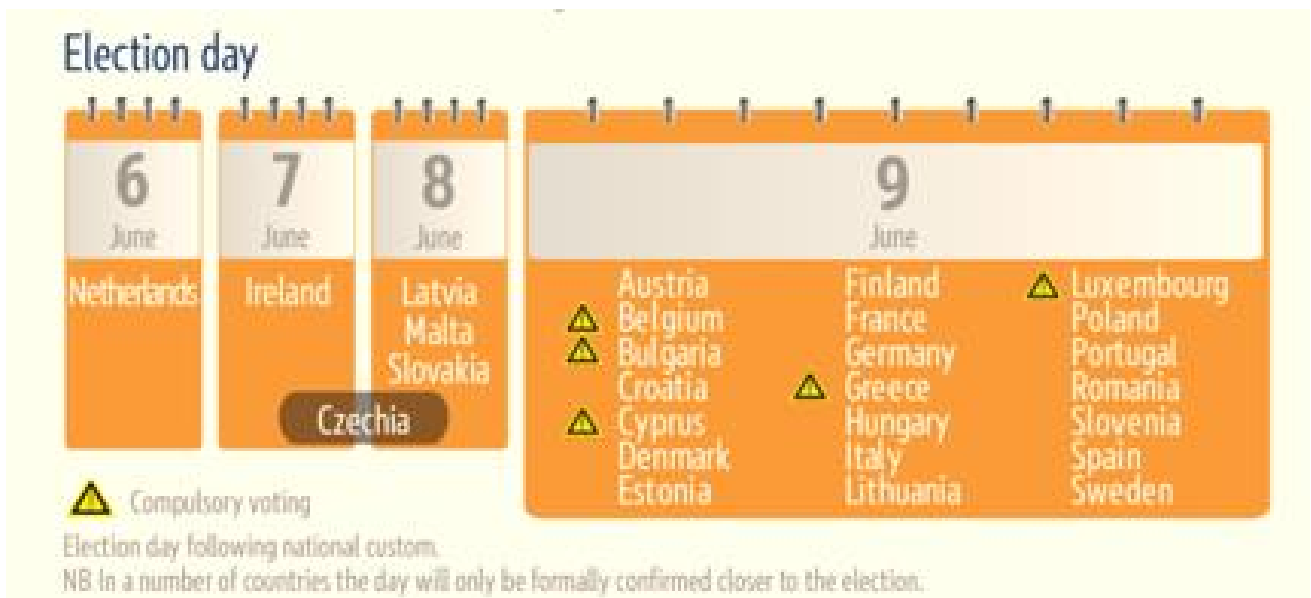 Election day
6
June
Netherlands
7
June
Ireland
8
June
Latvia
Malta
Slovakia
Czechia
9
June
Austria
Belgium
Bulgaria
Croatia
Cyprus
Denmark
Estonia
Finland
France
Germany
Greece
Hungary
Italy
Lithuania
Luxembourg
Poland
Portugal
Romania
Slovenia
Spain
Sweden
Compulsory voting
Election day following national custom.
NB In a number of countries the day will only be formally confirmed closer to the election.